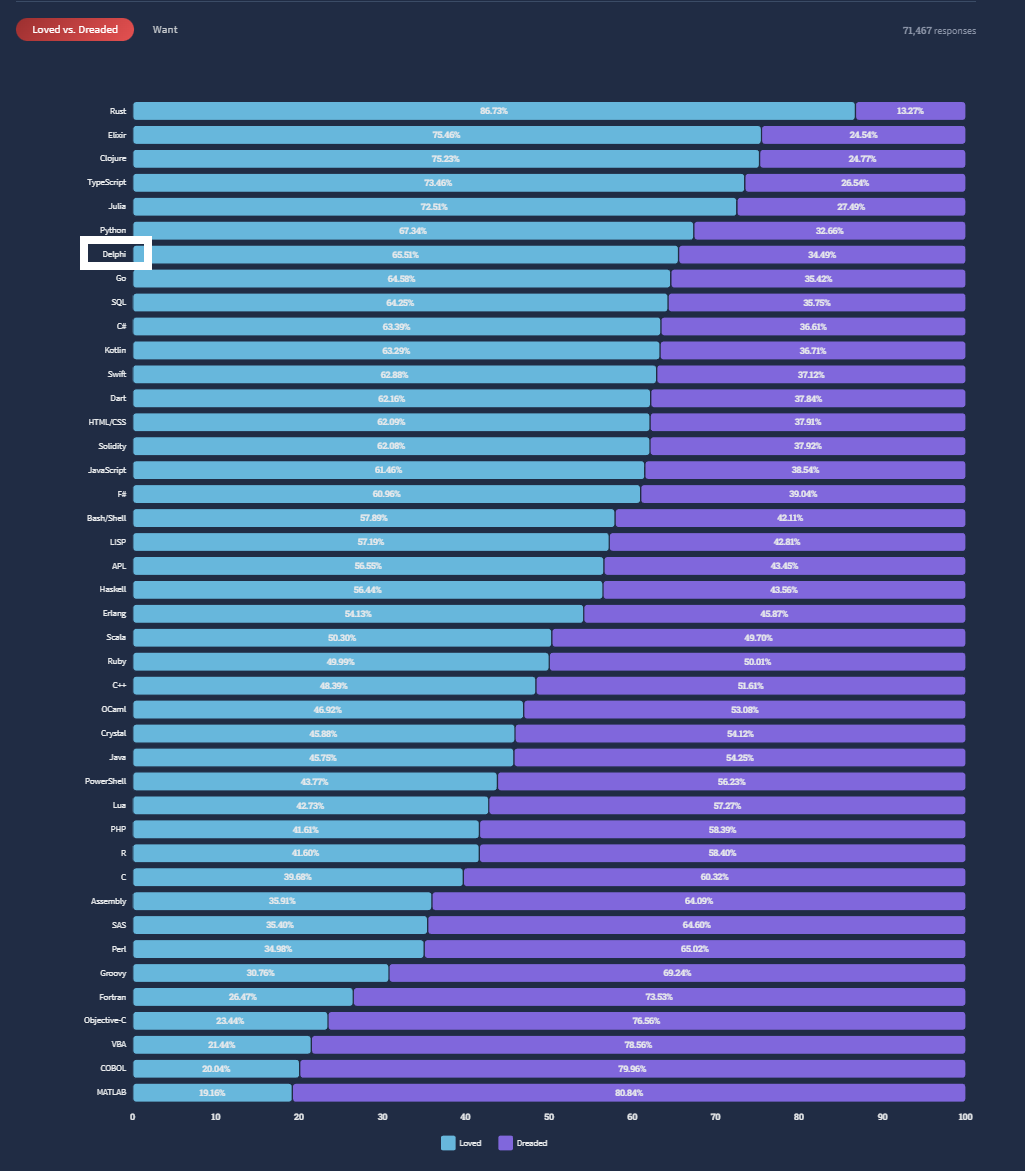 Loved vs. Dreaded Want 71,467 responses
Rust 86.73% 13.27%
Elixir 75.46% 24.54%
Clojure 75.23% 24.77%
TypeScript 73.46% 26.54%
Julia 72.51% 27.49%
Python 67.34% 32.66%
Delphi 65.51% 34.49%
Go 64.58% 35.42%
SQL 64.25% 35.75%
C# 63.39% 36.61%
Kotlin 63.29% 36.71%
Swift 62.88% 37.12%
Dart 62.16% 37.84%
HTML/CSS 62.09% 37.91%
Solidity 62.08% 37.92%
JavaScript 61.46% 38.54%
F# 60.96% 39.04%
Bash/Shell 57.89% 42.11%
LISP 57.19% 42.81%
APL 56.55% 43.45%
Haskell 56.44% 43.56%
Erlang 54.13% 45.87%
Scala 50.30% 49.70%
Ruby 49.99% 50.01%
C++ 48.39% 51.61%
OCaml 46.92% 53.08%
Crystal 45.88% 54.12%
Java 45.75% 54.25%
PowerShell 43.77% 56.23%
Lua 42.73% 57.27%
PHP 41.61% 58.39%
R 41.60% 58.40%
C 39.68% 60.32%
Assembly 35.91% 64.09%
SAS 35.40% 64.60%
Perl 34.98% 65.02%
Groovy 30.76% 69.24%
Fortran 26.47% 73.53%
Objective-C 23.44% 76.56%
VBA 21.44% 78.56%
COBOL 20.04% 79.96%
MATLAB 19.16% 80.84%
0 10 20 30 40 50 60 70 80 90 100
Loved Dreaded